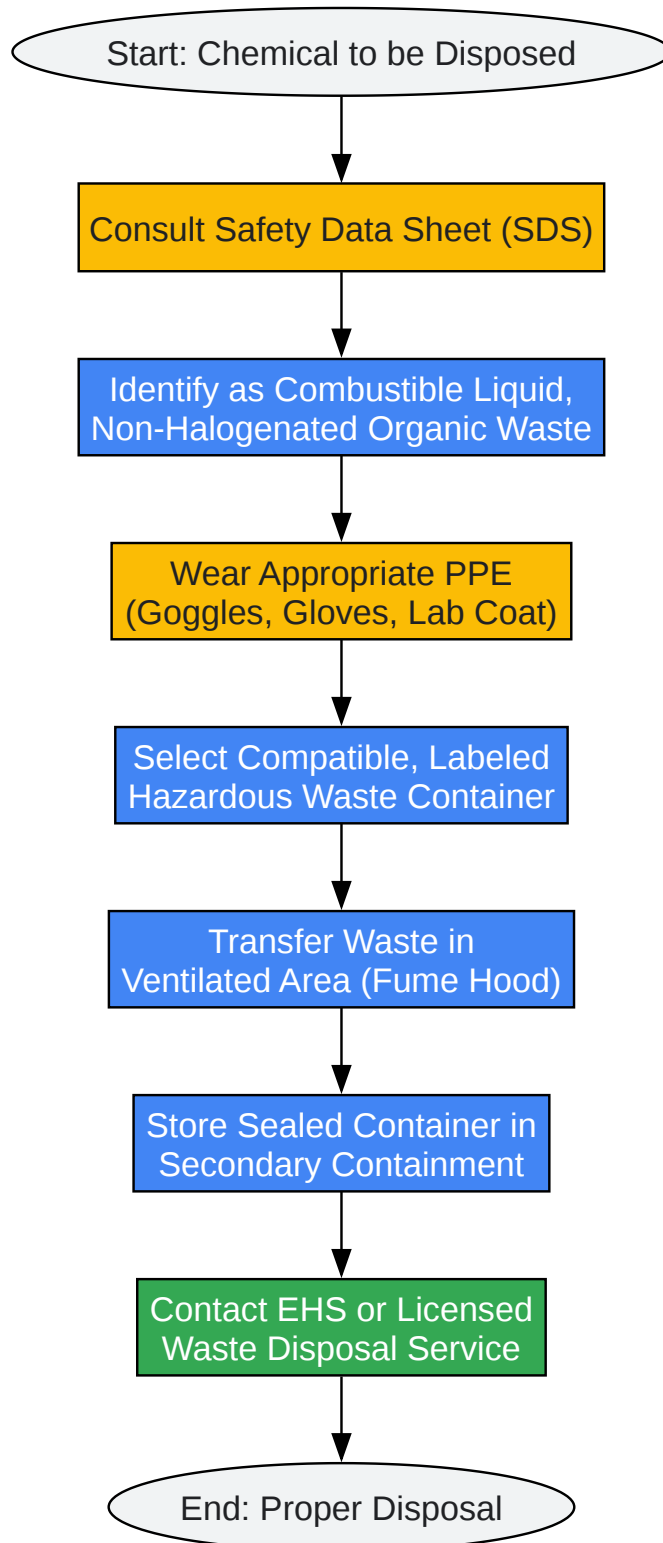 Start: Chemical to be Disposed
Consult Safety Data Sheet (SDS)
Identify as Combustible Liquid,
Non-Halogenated Organic Waste
Wear Appropriate PPE
(Goggles, Gloves, Lab Coat)
Select Compatible, Labeled
Hazardous Waste Container
Transfer Waste in
Ventilated Area (Fume Hood)
Store Sealed Container in
Secondary Containment
Contact EHS or Licensed
Waste Disposal Service
End: Proper Disposal